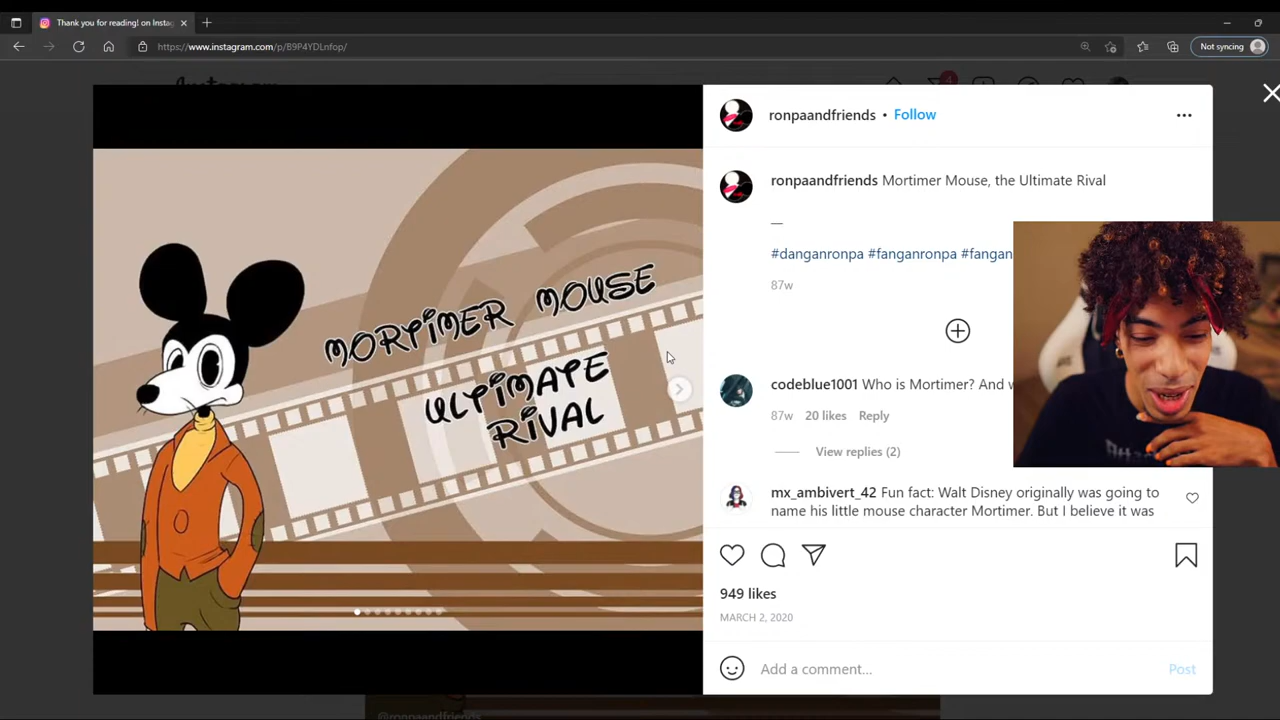 Thank you for reading! on Insta
https://www.instagram.com/p/B9P4YDLnfop/
Not syncing
Instagram
4
ronpaandfriends • Follow
ronpaandfriends Mortimer Mouse, the Ultimate Rival
—
#danganronpa #fanganronpa #fangan
87w
MORTIMER MOUSE
ULTIMATE
RIVAL
codeblue1001 Who is Mortimer? And
87w 20 likes Reply
View replies (2)
mx_ambivert_42 Fun fact: Walt Disney originally was going to
name his little mouse character Mortimer. But I believe it was
949 likes
MARCH 2, 2020
Add a comment... Post
@ronpaandfriends